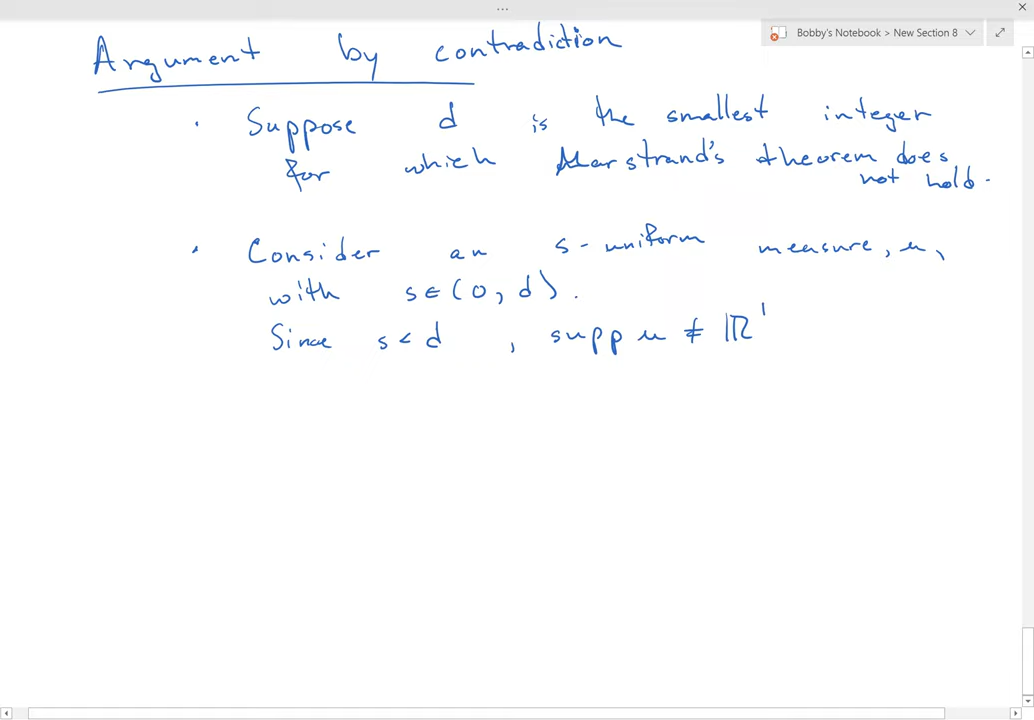 ...
Bobby's Notebook > New Section 8
Argument by contradiction
· Suppose d is the smallest integer
for which Marstrand's theorem does
not hold.
· Consider an s-uniform measure, μ,
with s ∈ (0, d).
Since s < d , supp μ ≠ ℝ'